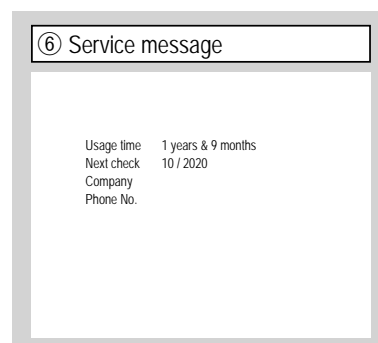 ⑥ Service message
Usage time 1 years & 9 months
Next check 10 / 2020
Company
Phone No.